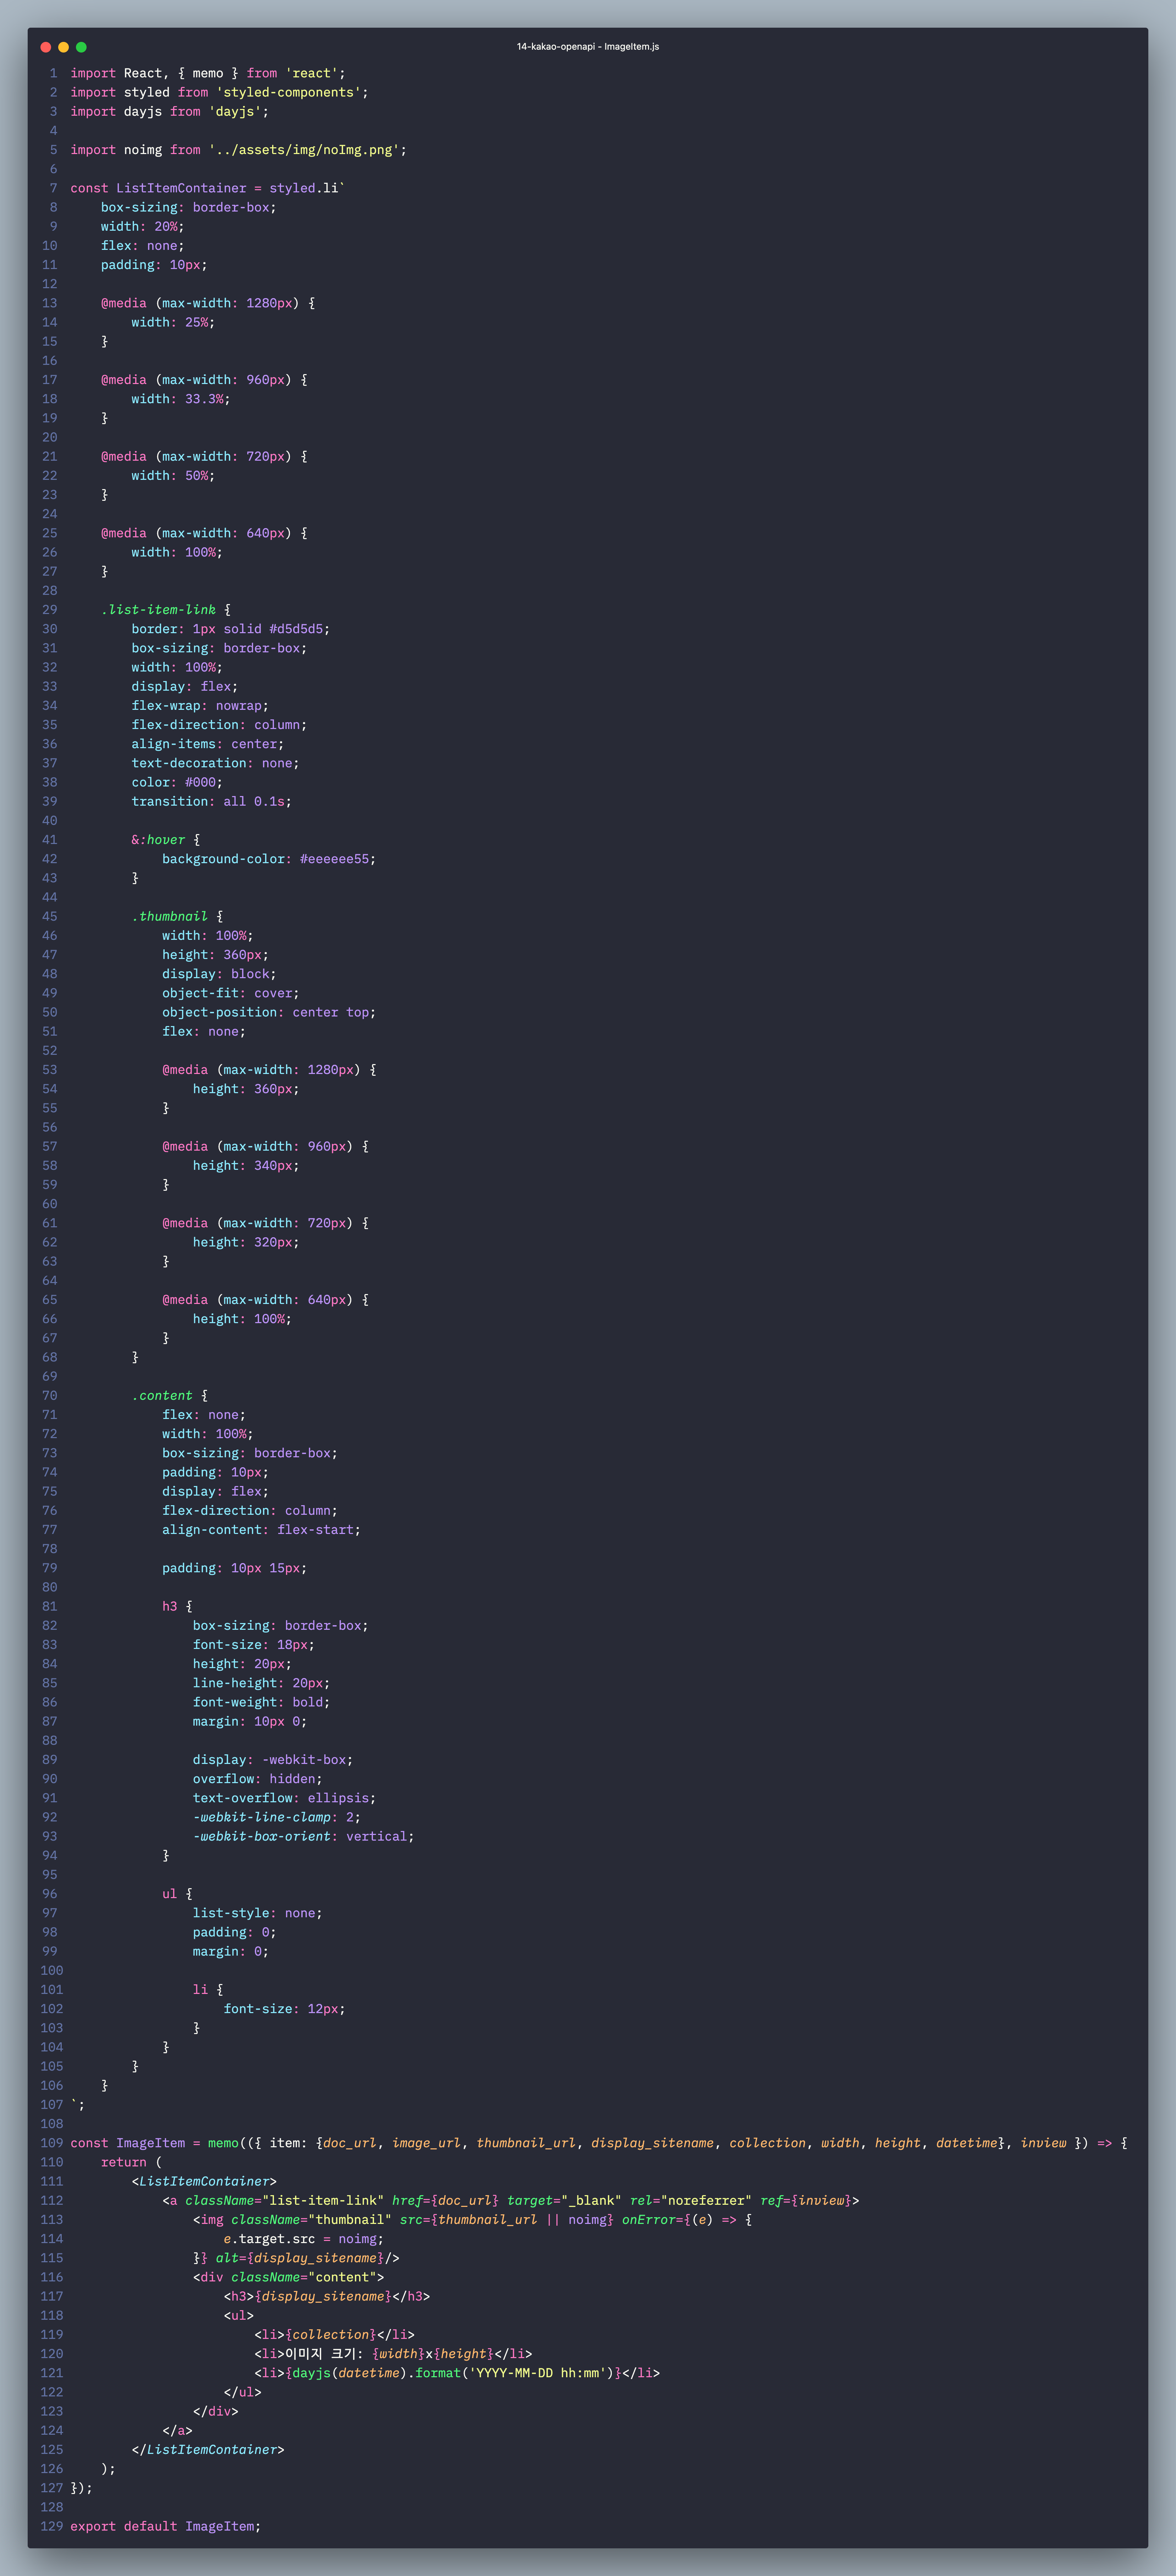 14-kakao-openapi - ImageItem.js
1 import React, { memo } from 'react';
2 import styled from 'styled-components';
3 import dayjs from 'dayjs';
4
5 import noimg from '../assets/img/noImg.png';
6
7 const ListItemContainer = styled.li`
8     box-sizing: border-box;
9     width: 20%;
10     flex: none;
11     padding: 10px;
12
13     @media (max-width: 1280px) {
14         width: 25%;
15     }
16
17     @media (max-width: 960px) {
18         width: 33.3%;
19     }
20
21     @media (max-width: 720px) {
22         width: 50%;
23     }
24
25     @media (max-width: 640px) {
26         width: 100%;
27     }
28
29     .list-item-link {
30         border: 1px solid #d5d5d5;
31         box-sizing: border-box;
32         width: 100%;
33         display: flex;
34         flex-wrap: nowrap;
35         flex-direction: column;
36         align-items: center;
37         text-decoration: none;
38         color: #000;
39         transition: all 0.1s;
40
41         &:hover {
42             background-color: #eeeeee55;
43         }
44
45         .thumbnail {
46             width: 100%;
47             height: 360px;
48             display: block;
49             object-fit: cover;
50             object-position: center top;
51             flex: none;
52
53             @media (max-width: 1280px) {
54                 height: 360px;
55             }
56
57             @media (max-width: 960px) {
58                 height: 340px;
59             }
60
61             @media (max-width: 720px) {
62                 height: 320px;
63             }
64
65             @media (max-width: 640px) {
66                 height: 100%;
67             }
68         }
69
70         .content {
71             flex: none;
72             width: 100%;
73             box-sizing: border-box;
74             padding: 10px;
75             display: flex;
76             flex-direction: column;
77             align-content: flex-start;
78
79             padding: 10px 15px;
80
81             h3 {
82                 box-sizing: border-box;
83                 font-size: 18px;
84                 height: 20px;
85                 line-height: 20px;
86                 font-weight: bold;
87                 margin: 10px 0;
88
89                 display: -webkit-box;
90                 overflow: hidden;
91                 text-overflow: ellipsis;
92                 -webkit-line-clamp: 2;
93                 -webkit-box-orient: vertical;
94             }
95
96             ul {
97                 list-style: none;
98                 padding: 0;
99                 margin: 0;
100
101                 li {
102                     font-size: 12px;
103                 }
104             }
105         }
106     }
107 `;
108
109 const ImageItem = memo(({ item: {doc_url, image_url, thumbnail_url, display_sitename, collection, width, height, datetime}, inview }) => {
110     return (
111         <ListItemContainer>
112             <a className="list-item-link" href={doc_url} target="_blank" rel="noreferrer" ref={inview}>
113                 <img className="thumbnail" src={thumbnail_url || noimg} onError={(e) => {
114                     e.target.src = noimg;
115                 }} alt={display_sitename}/>
116                 <div className="content">
117                     <h3>{display_sitename}</h3>
118                     <ul>
119                         <li>{collection}</li>
120                         <li>이미지 크기: {width}x{height}</li>
121                         <li>{dayjs(datetime).format('YYYY-MM-DD hh:mm')}</li>
122                     </ul>
123                 </div>
124             </a>
125         </ListItemContainer>
126     );
127 });
128
129 export default ImageItem;